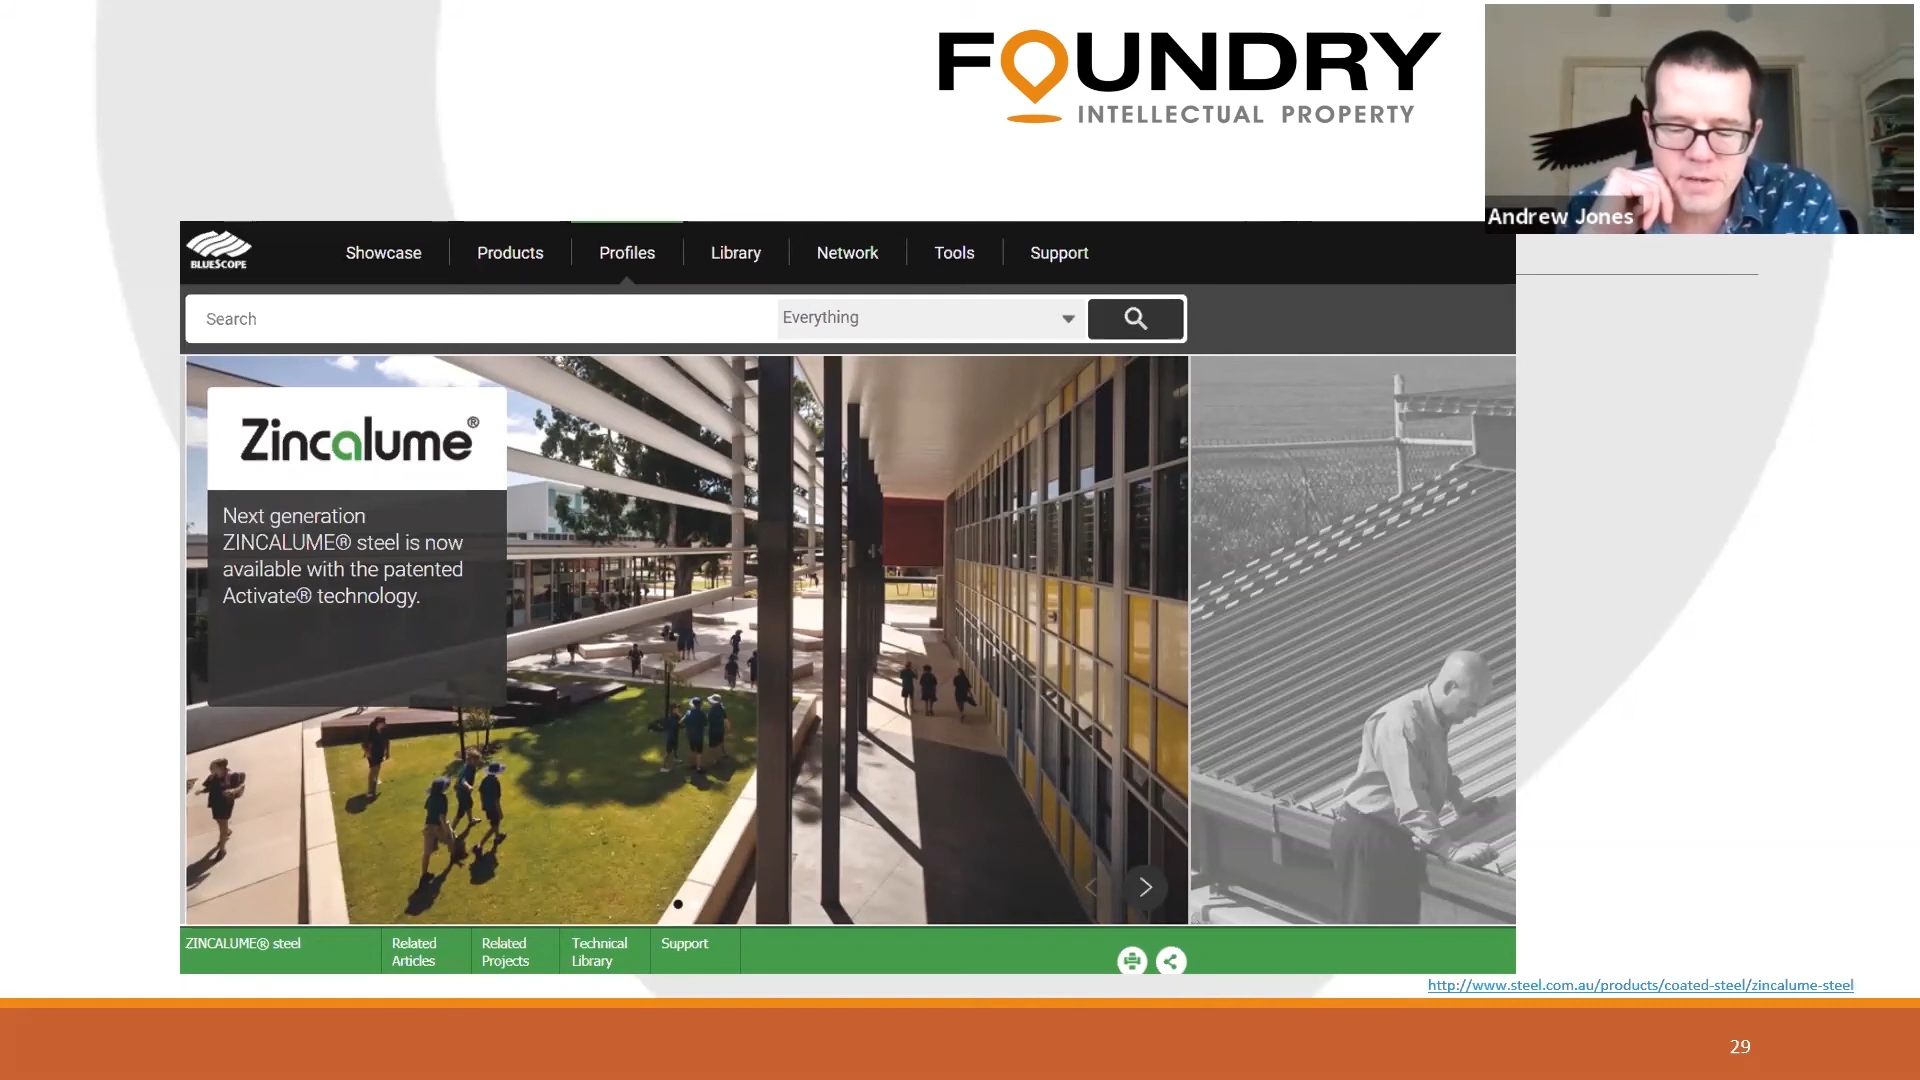 FOUNDRY
INTELLECTUAL PROPERTY
Andrew Jones
BLUESCOPE
Showcase
Products
Profiles
Library
Network
Tools
Support
Search
Everything
Zincalume®
Next generation
ZINCALUME® steel is now
available with the patented
Activate® technology.
ZINCALUME® steel
Related
Articles
Related
Projects
Technical
Library
Support
http://www.steel.com.au/products/coated-steel/zincalume-steel
29